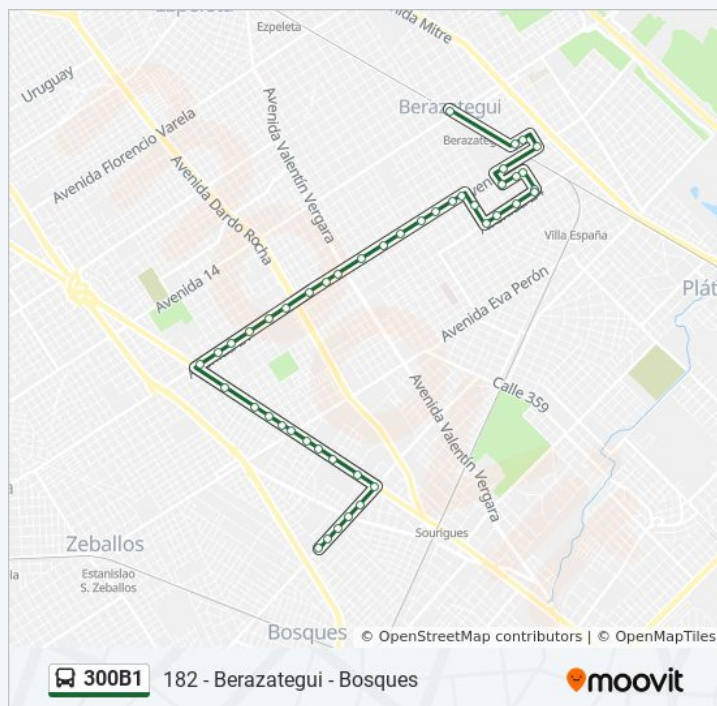 Ezpeleta
Avenida Mitre
Uruguay
Berazategui
Avenida Florencio Varela
Avenida Valentín Vergara
Avenida Dardo Rocha
Villa España
Avenida 14
Avenida Eva Perón
Calle 359
Avenida Valentín Vergara
Sourigues
Zeballos
Estanislao
S. Zeballos
Bosques
© OpenStreetMap contributors | © OpenMapTiles
300B1 182 - Berazategui - Bosques
moovit